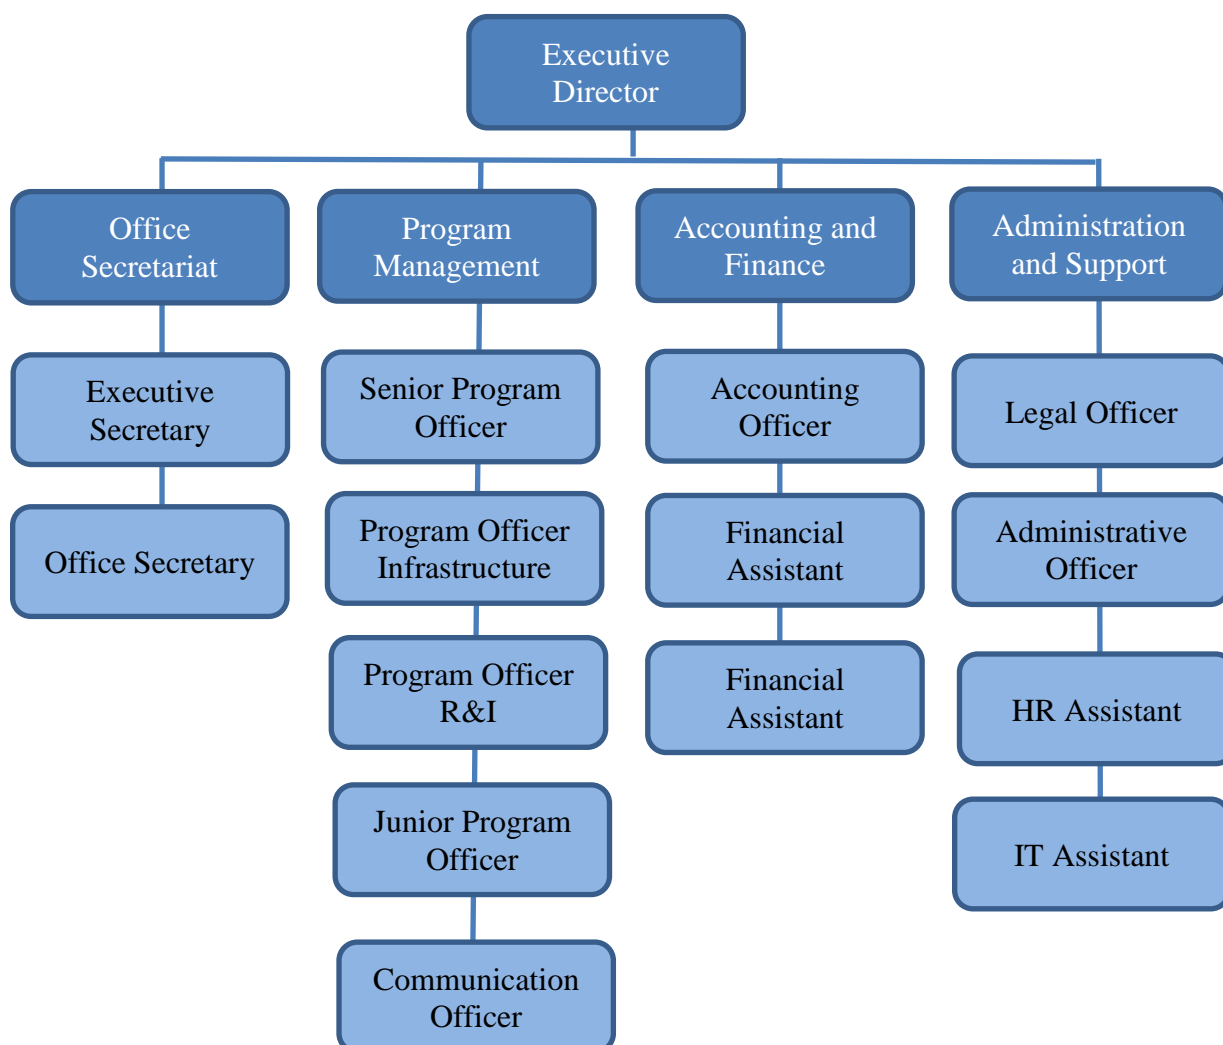 Executive
Director
Office
Secretariat
Program
Management
Accounting and
Finance
Administration
and Support
Executive
Secretary
Senior Program
Officer
Accounting
Officer
Legal Officer
Office Secretary
Program Officer
Infrastructure
Financial
Assistant
Administrative
Officer
Program Officer
R&I
Financial
Assistant
HR Assistant
Junior Program
Officer
IT Assistant
Communication
Officer